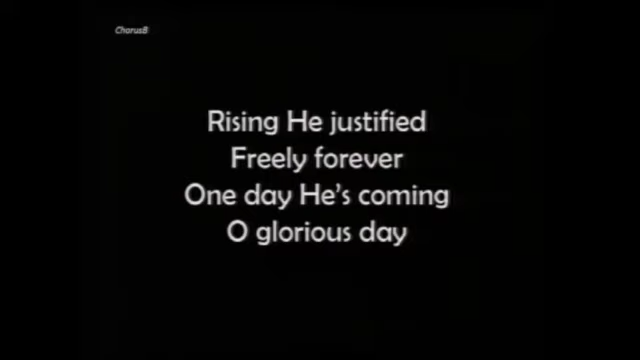 ChorusB
Rising He justified
Freely forever
One day He's coming
O glorious day